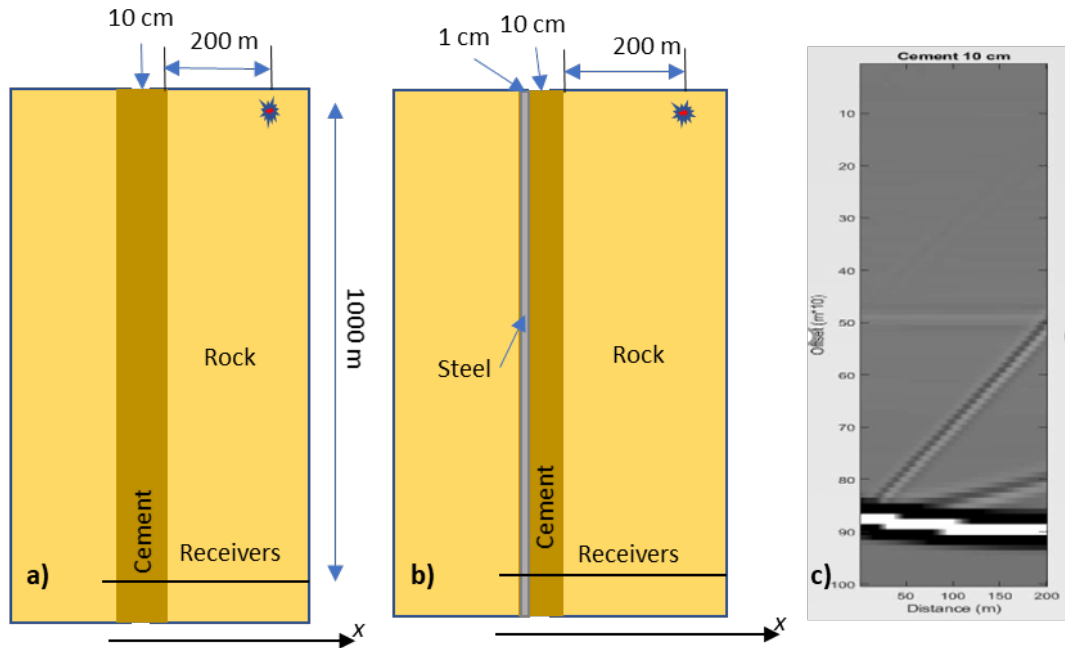 10 cm
200 m
Rock
1000 m
Cement
Receivers
a)
x
1 cm
10 cm
200 m
Steel
Rock
Cement
Receivers
b)
x
Cement 10 cm
10
20
30
40
50
60
70
80
90
100
Offset (m*10)
50
100
150
200
Distance (m)
c)